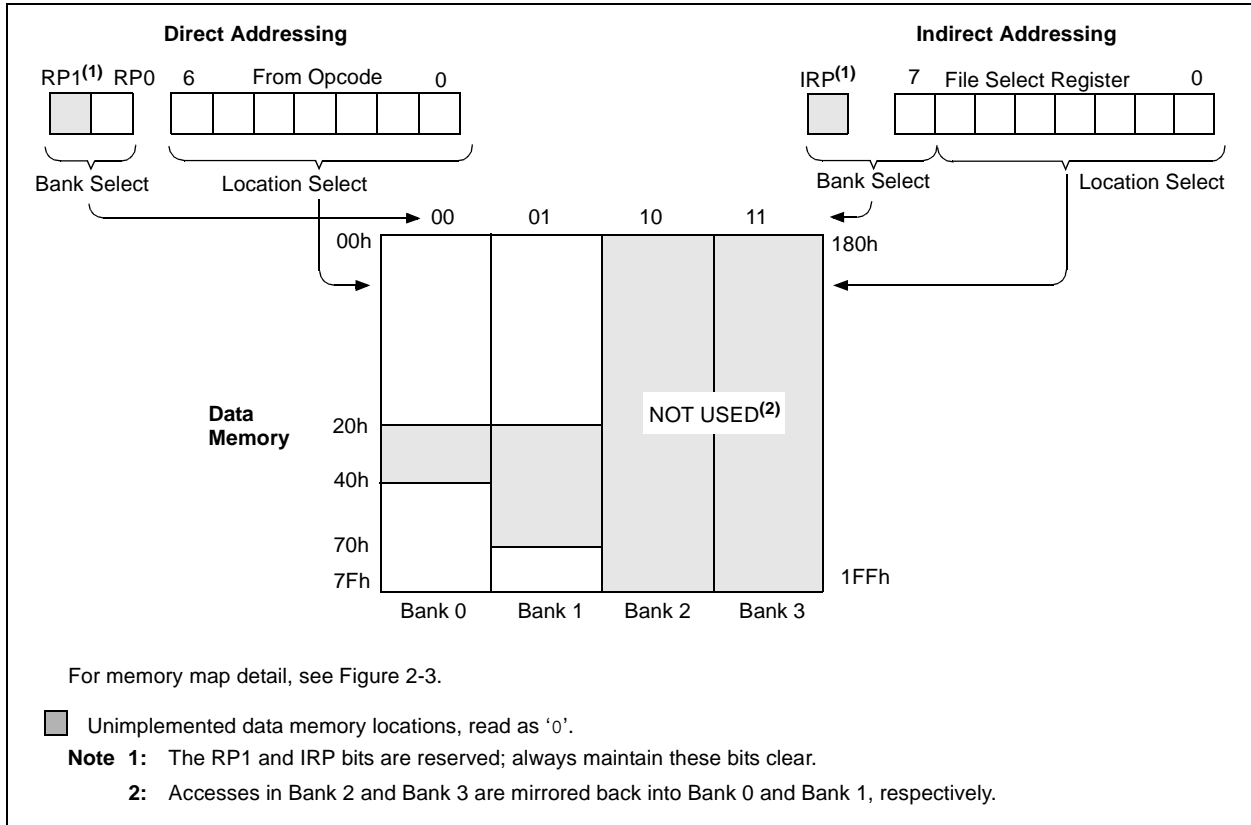 Direct Addressing
Indirect Addressing
RP1(1) RP0 6 From Opcode 0
IRP(1) 7 File Select Register 0
Bank Select Location Select
Bank Select Location Select
00 01 10 11
00h 180h
NOT USED(2)
Data
Memory
20h
40h
70h
7Fh 1FFh
Bank 0 Bank 1 Bank 2 Bank 3
For memory map detail, see Figure 2-3.
Unimplemented data memory locations, read as ‘0’.
Note 1: The RP1 and IRP bits are reserved; always maintain these bits clear.
2: Accesses in Bank 2 and Bank 3 are mirrored back into Bank 0 and Bank 1, respectively.